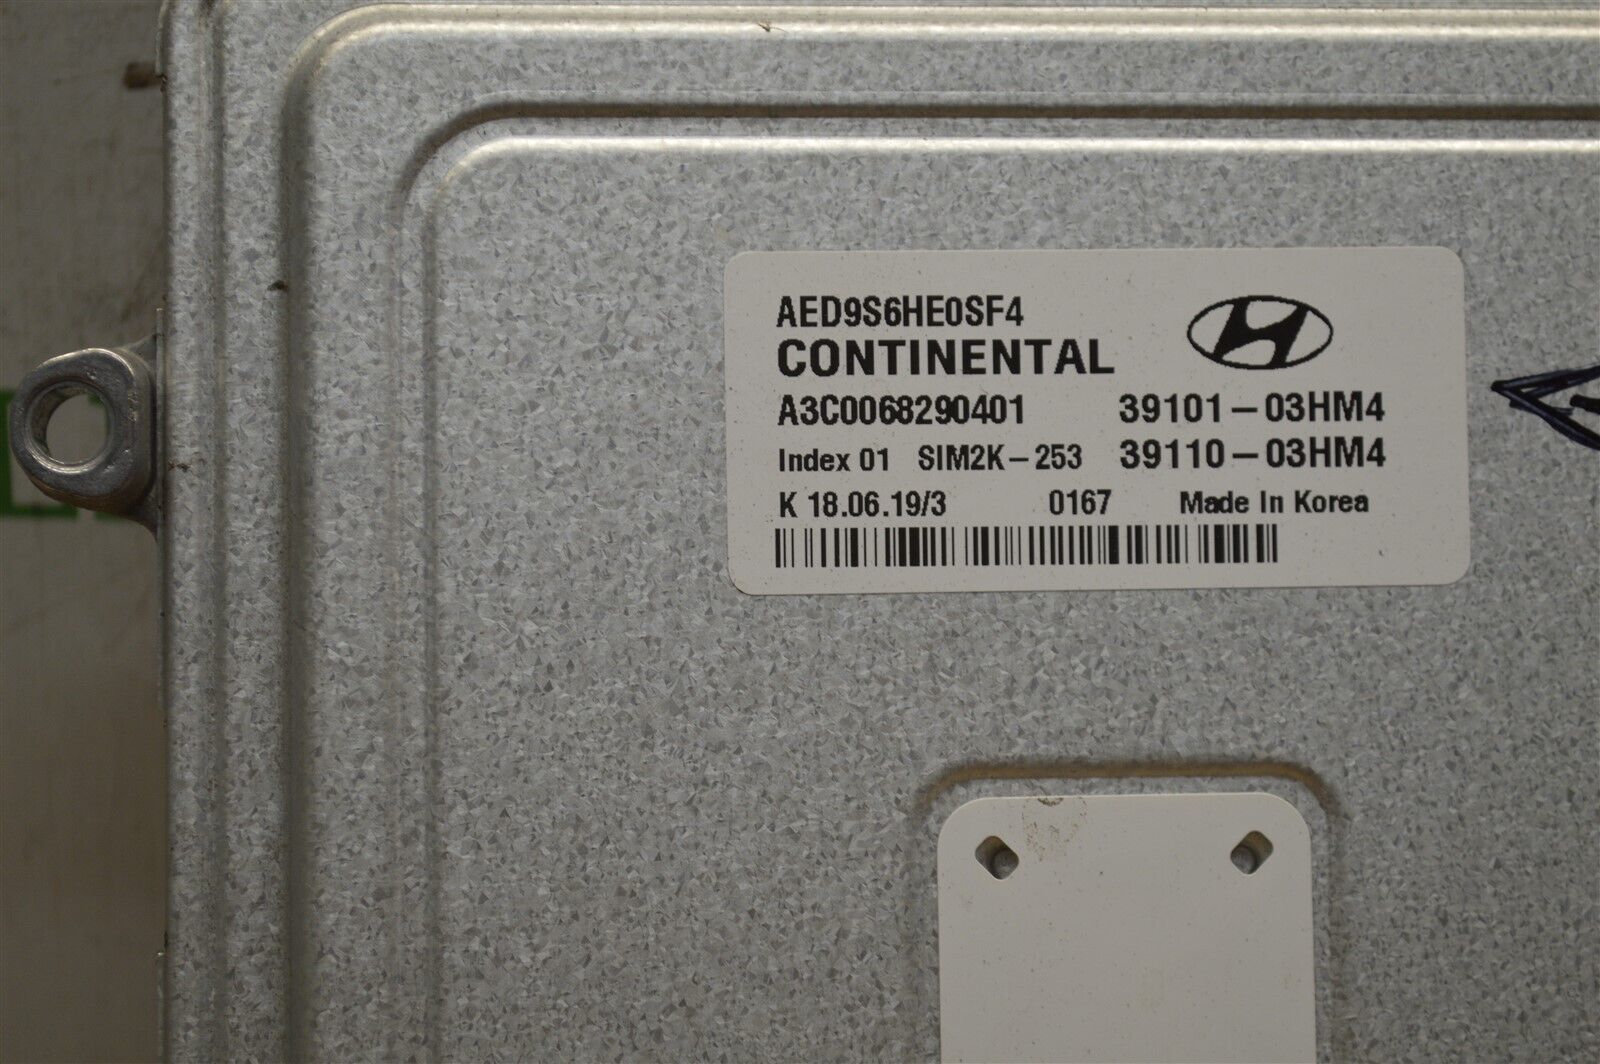 AED9S6HE0SF4
CONTINENTAL
A3C0068290401 39101-03HM4
Index 01 SIM2K-253 39110-03HM4
K 18.06.19/3 0167 Made In Korea